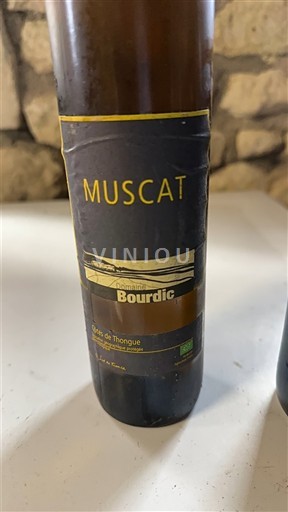 MUSCAT
VINIOU
Domaine
Bourdic
Côtes de Thongue